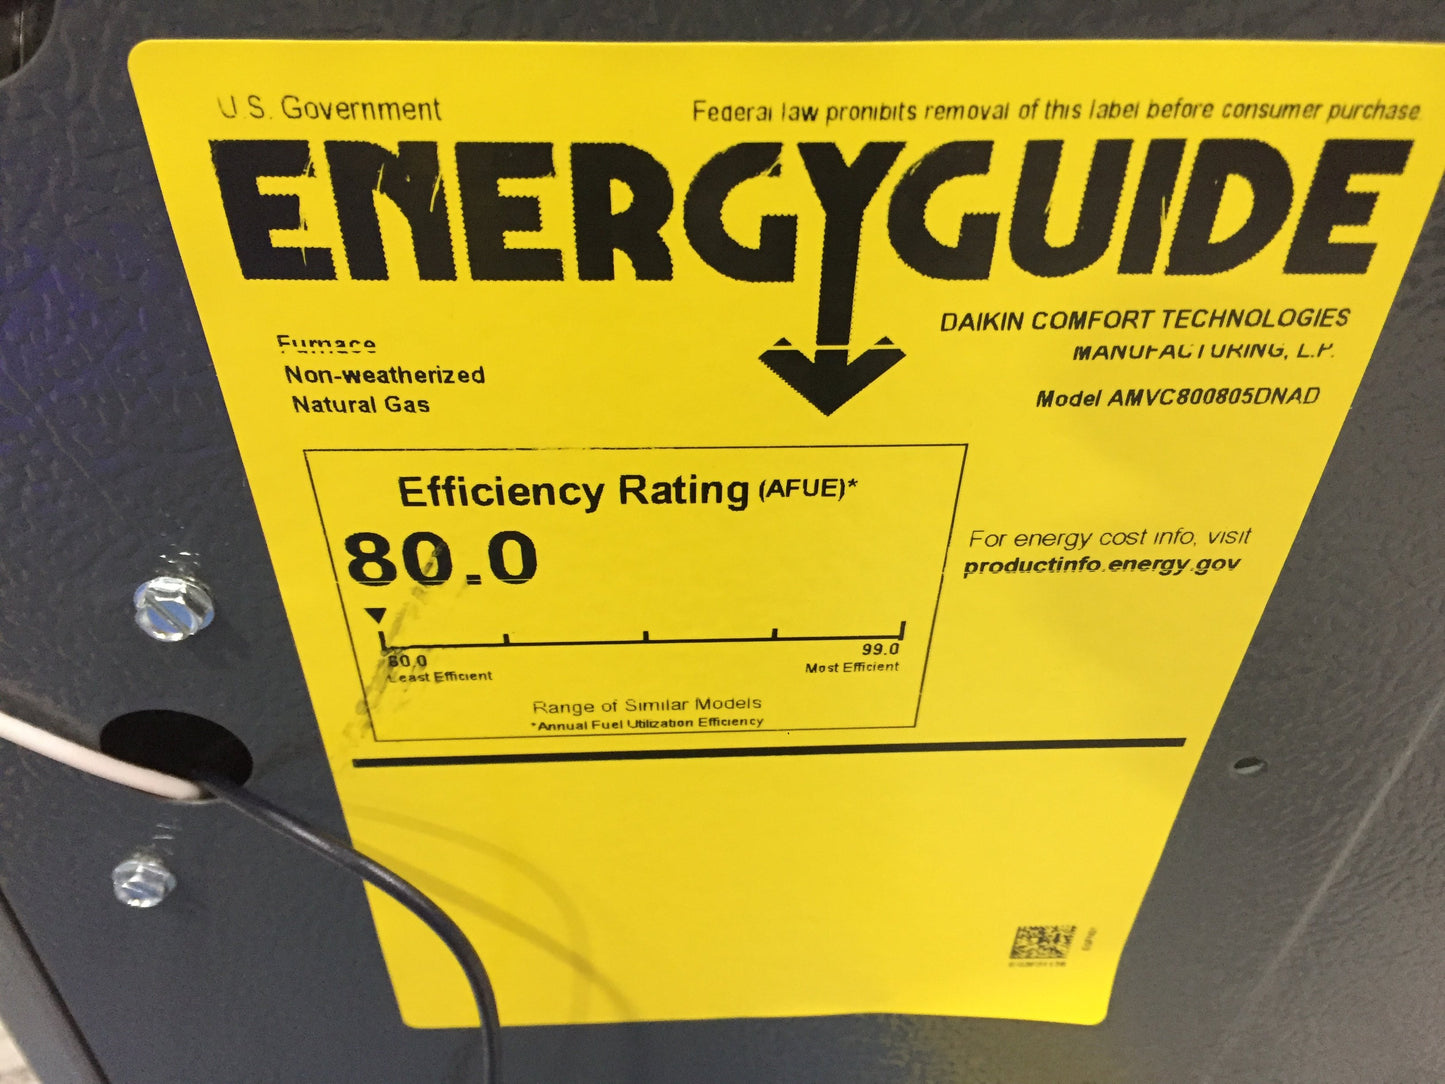 U.S. Government
Federal law prohibits removal of this label before consumer purchase
ENERGYGUIDE
Furnace
Non-weatherized
Natural Gas
DAIKIN COMFORT TECHNOLOGIES
MANUFACTURING, L.P.
Model AMVC800805DNAD
Efficiency Rating (AFUE)*
80.0
80.0
Least Efficient
99.0
Most Efficient
Range of Similar Models
*Annual Fuel Utilization Efficiency
For energy cost info, visit
productinfo.energy.gov